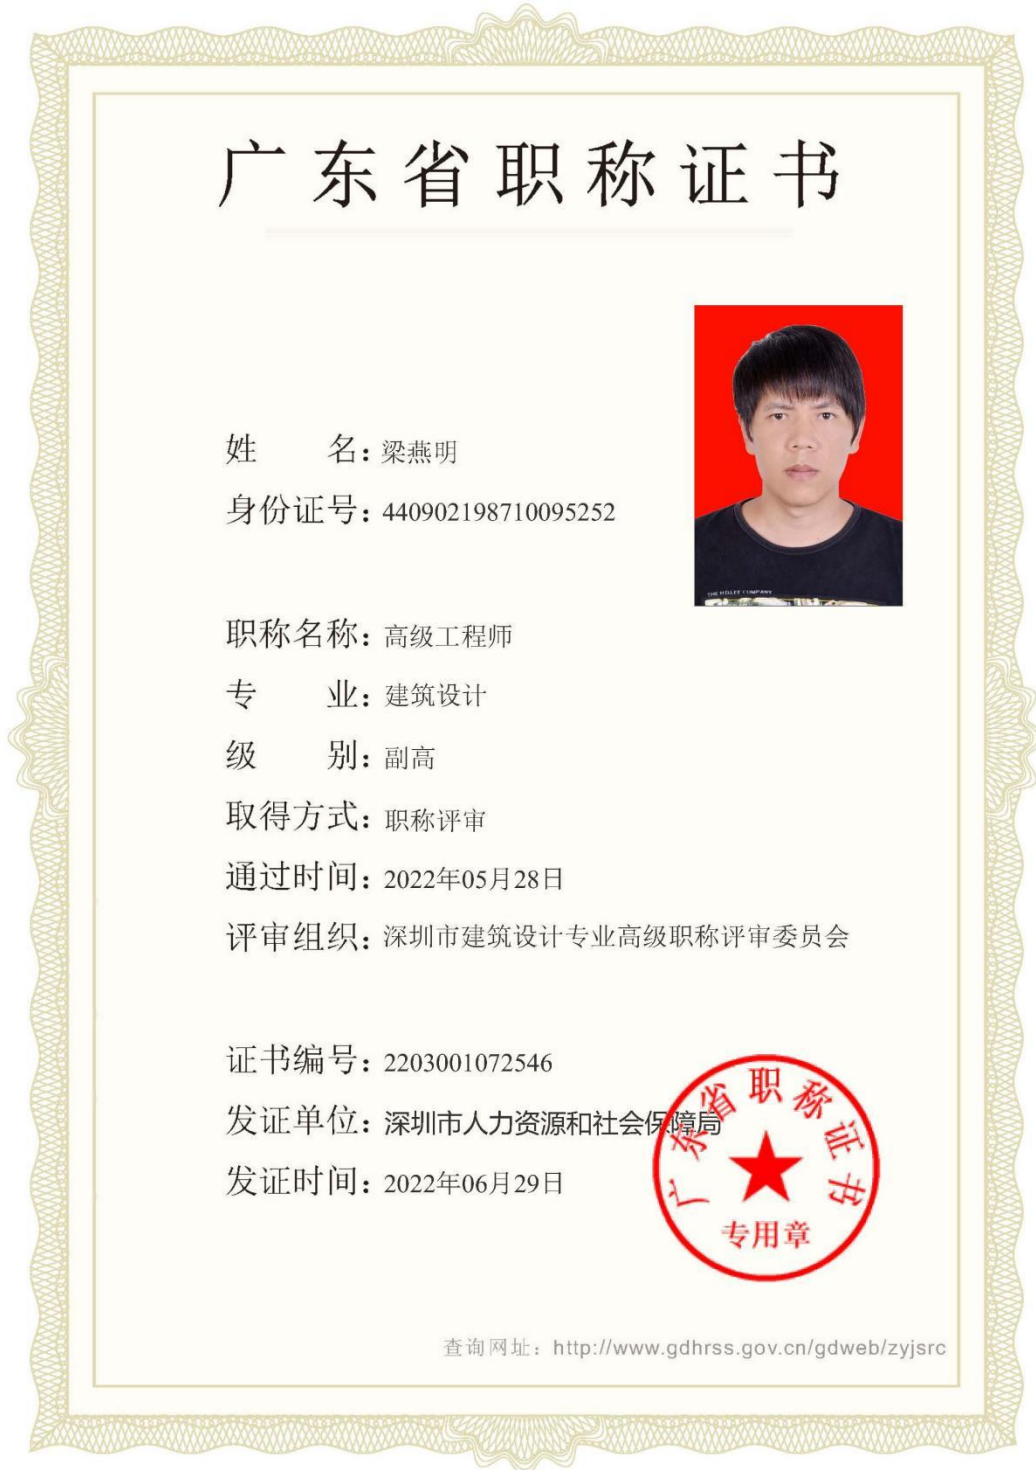 广东省职称证书
姓 名：梁燕明
身份证号：440902198710095252
职称名称：高级工程师
专 业：建筑设计
级 别：副高
取得方式：职称评审
通过时间：2022年05月28日
评审组织：深圳市建筑设计专业高级职称评审委员会
证书编号：2203001072546
发证单位：深圳市人力资源和社会保障局
发证时间：2022年06月29日
广东省职称证书
专用章
查询网址：http://www.gdhrss.gov.cn/gdweb/zyjsrc